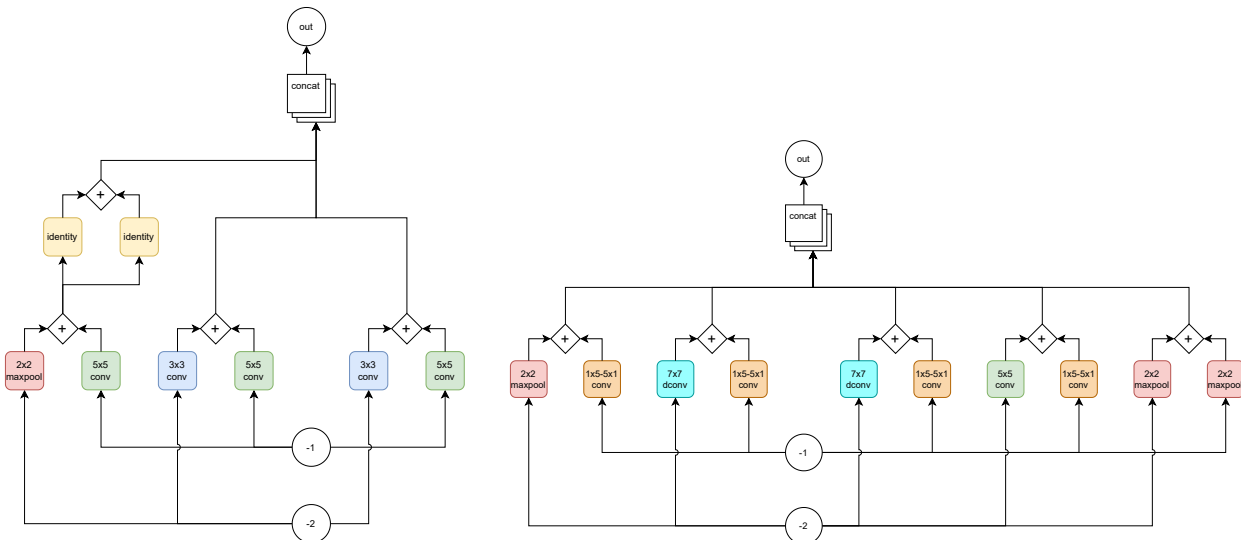 out
concat
+
identity
identity
+
+
+
2x2
maxpool
5x5
conv
3x3
conv
5x5
conv
3x3
conv
5x5
conv
-1
-2
out
concat
+
+
+
+
+
2x2
maxpool
1x5-5x1
conv
7x7
dconv
1x5-5x1
conv
7x7
dconv
1x5-5x1
conv
5x5
conv
1x5-5x1
conv
2x2
maxpool
2x2
maxpool
-1
-2